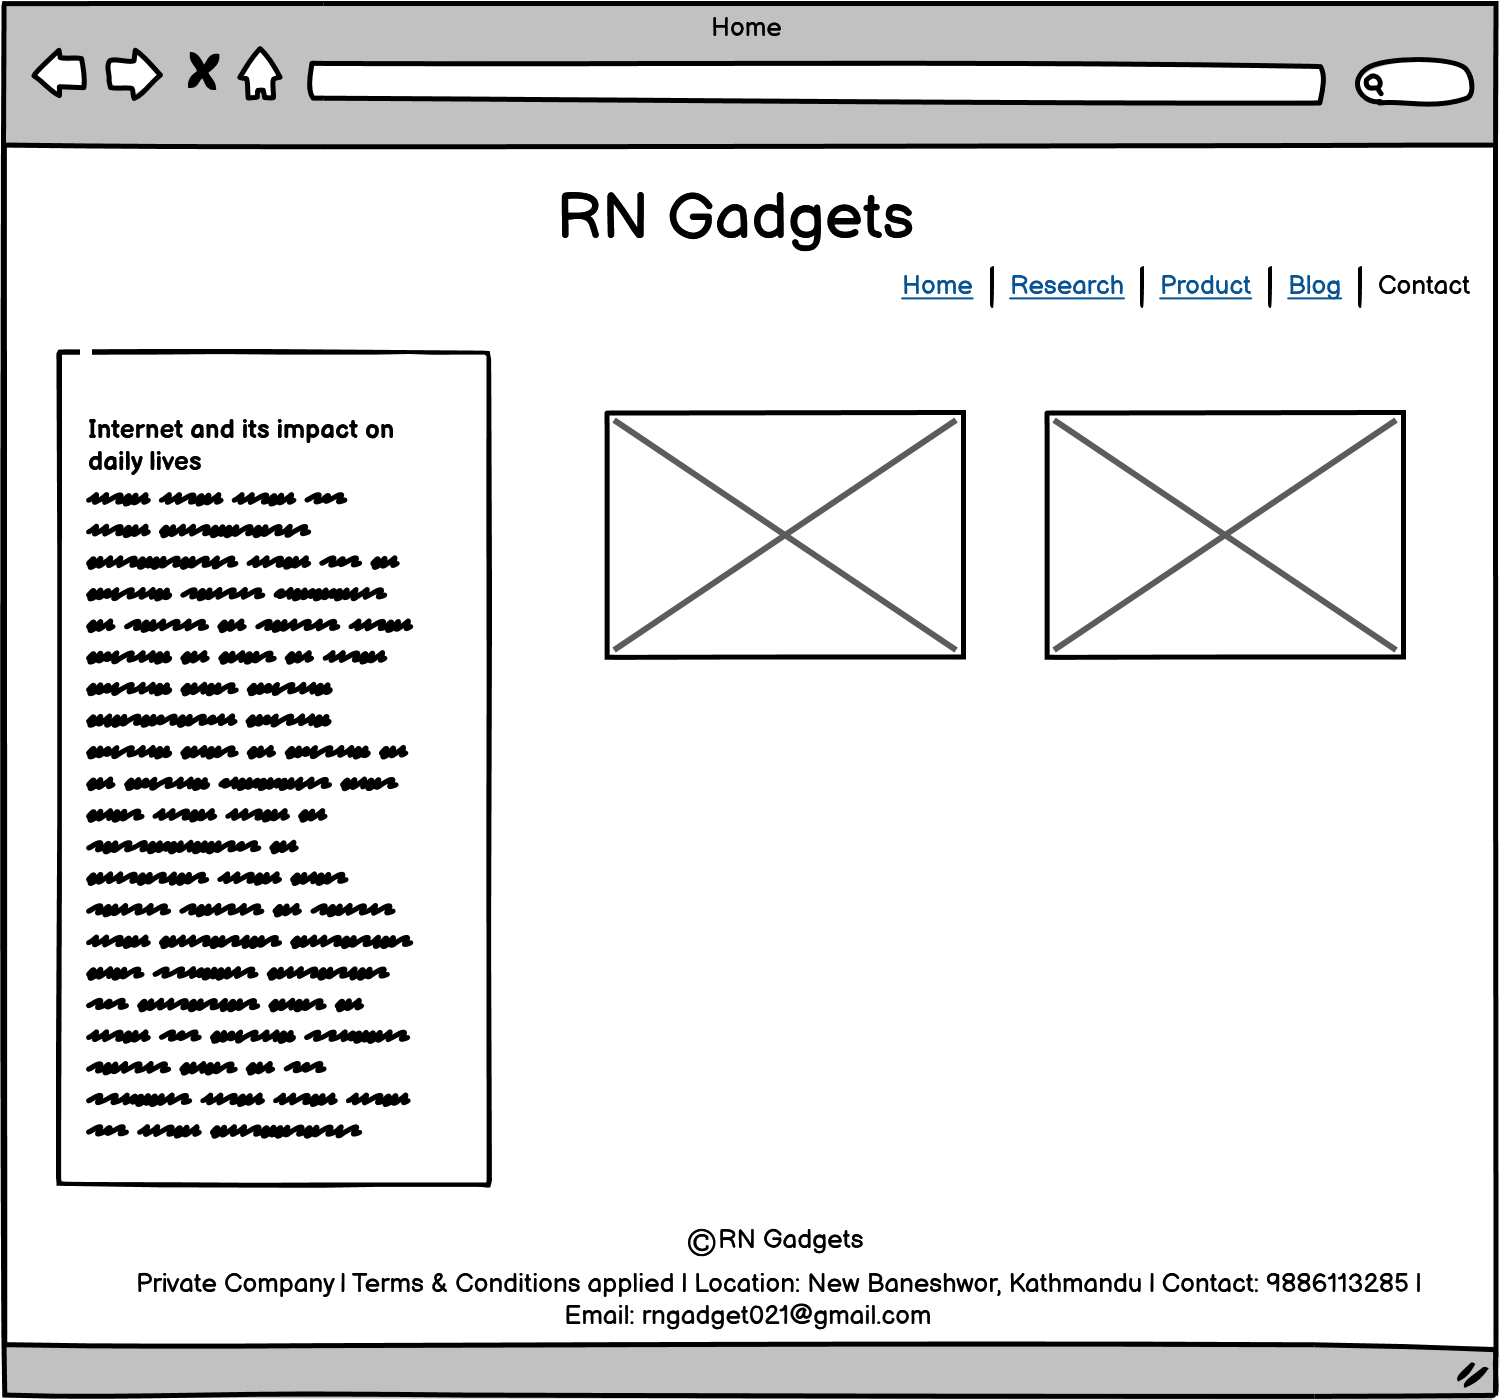 Home
RN Gadgets
Home | Research | Product | Blog | Contact
Internet and its impact on
daily lives
©RN Gadgets
Private Company | Terms & Conditions applied | Location: New Baneshwor, Kathmandu | Contact: 9886113285 |
Email: rngadget021@gmail.com